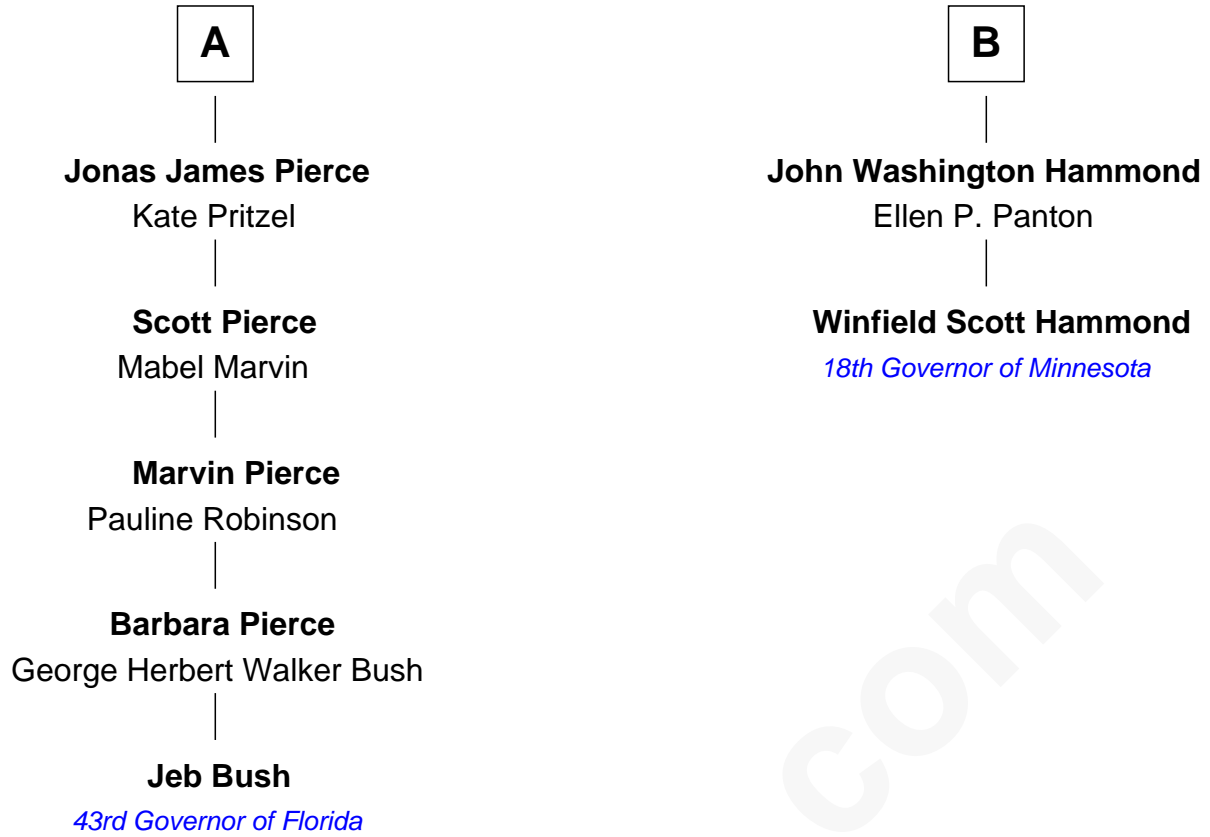 A
Jonas James Pierce
Kate Pritzel
Scott Pierce
Mabel Marvin
Marvin Pierce
Pauline Robinson
Barbara Pierce
George Herbert Walker Bush
Jeb Bush
43rd Governor of Florida
B
John Washington Hammond
Ellen P. Panton
Winfield Scott Hammond
18th Governor of Minnesota
com